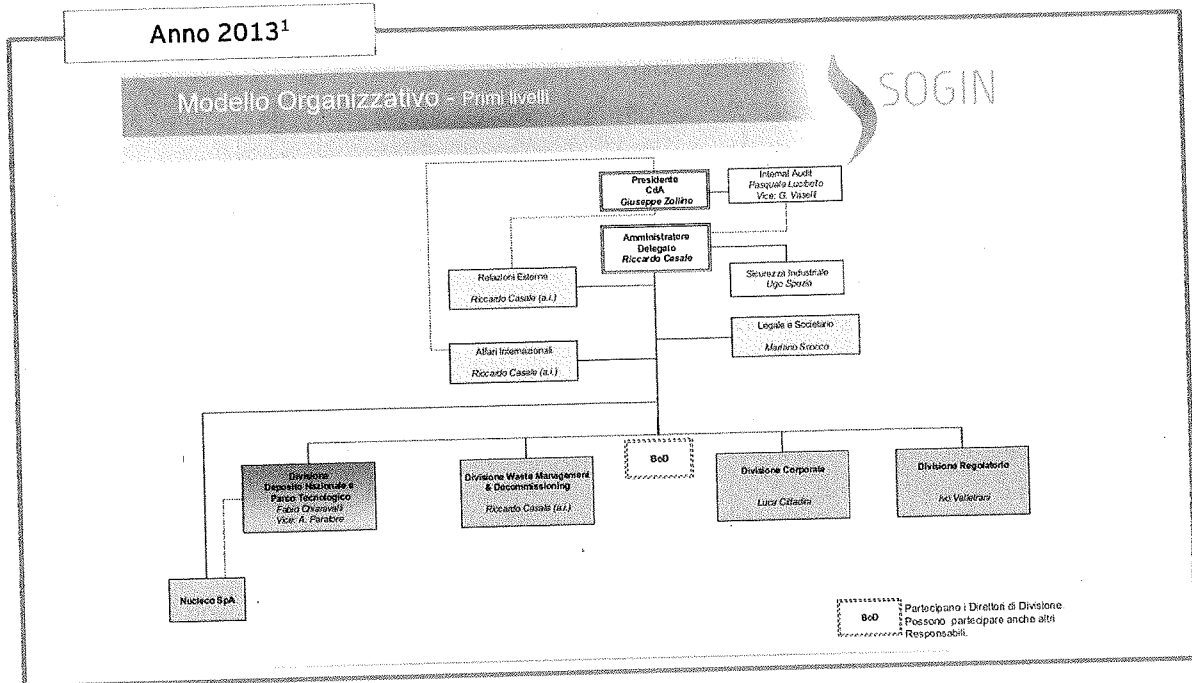 Anno 2013¹
Modello Organizzativo - Primi livelli
SOGIN
Presidente
CdA
Giuseppe Zollino
Internal Audit
Pasquale Lucibello
Vice: G. Vaselli
Amministratore
Delegato
Riccardo Casale
Relazioni Esterne
Riccardo Casale (a.i.)
Sicurezza Industriale
Ugo Spezia
Legale e Societario
Mariano Scocco
Affari Internazionali
Riccardo Casale (a.i.)
BoD
Divisione
Deposito Nazionale e
Parco Tecnologico
Fabio Chiaravalli
Vice: A. Paratore
Divisione Waste Management
& Decommissioning
Riccardo Casale (a.i.)
Divisione Corporate
Luca Cittadini
Divisione Regolatorio
Ivo Velletrani
Nucleco SpA
BoD
Partecipano i Direttori di Divisione.
Possono partecipare anche altri
Responsabili.